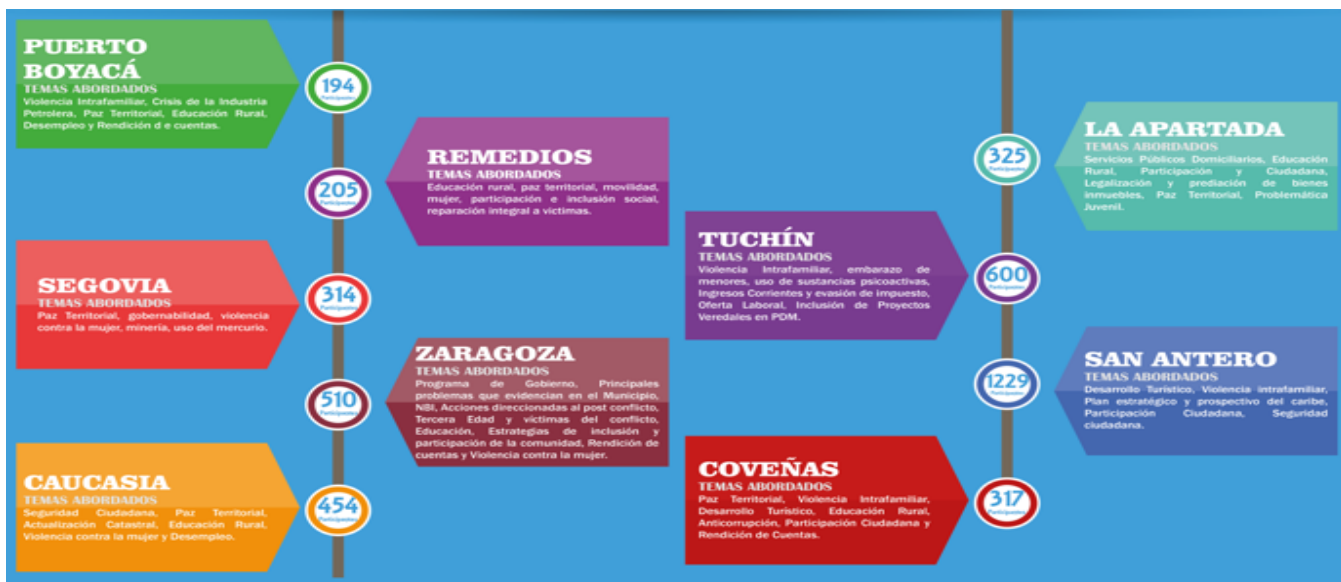 PUERTO
BOYACÁ
TEMAS ABORDADOS
Violencia Intrafamiliar, Crisis de la Industria
Petrolera, Paz Territorial, Educación Rural,
Desempleo y Rendición d e cuentas.
194
Participantes
REMEDIOS
TEMAS ABORDADOS
Educación rural, paz territorial, movilidad,
mujer, participación e inclusión social,
reparación integral a víctimas.
205
Participantes
SEGOVIA
TEMAS ABORDADOS
Paz Territorial, gobernabilidad, violencia
contra la mujer, minería, uso del mercurio.
314
Participantes
ZARAGOZA
TEMAS ABORDADOS
Programa de Gobierno, Principales
problemas que evidencian en el Municipio,
NBI, Acciones direccionadas al post conflicto,
Tercera Edad y víctimas del conflicto,
Educación, Estrategias de inclusión y
participación de la comunidad, Rendición de
cuentas y Violencia contra la mujer.
510
Participantes
CAUCASIA
TEMAS ABORDADOS
Seguridad Ciudadana, Paz Territorial,
Actualización Catastral, Educación Rural,
Violencia contra la mujer y Desempleo.
454
Participantes
LA APARTADA
TEMAS ABORDADOS
Servicios Públicos Domiciliarios, Educación
Rural, Participación y Ciudadana,
Legalización y prediación de bienes
inmuebles, Paz Territorial, Problemática
Juvenil.
325
Participantes
TUCHÍN
TEMAS ABORDADOS
Violencia Intrafamiliar, embarazo de
menores, uso de sustancias psicoactivas,
Ingresos Corrientes y evasión de impuesto,
Oferta Laboral, Inclusión de Proyectos
Veredales en PDM.
600
Participantes
SAN ANTERO
TEMAS ABORDADOS
Desarrollo Turístico, Violencia intrafamiliar,
Plan estratégico y prospectivo del caribe,
Participación Ciudadana, Seguridad
ciudadana.
1229
Participantes
COVEÑAS
TEMAS ABORDADOS
Paz Territorial, Violencia Intrafamiliar,
Desarrollo Turístico, Educación Rural,
Anticorrupción, Participación Ciudadana y
Rendición de Cuentas.
317
Participantes